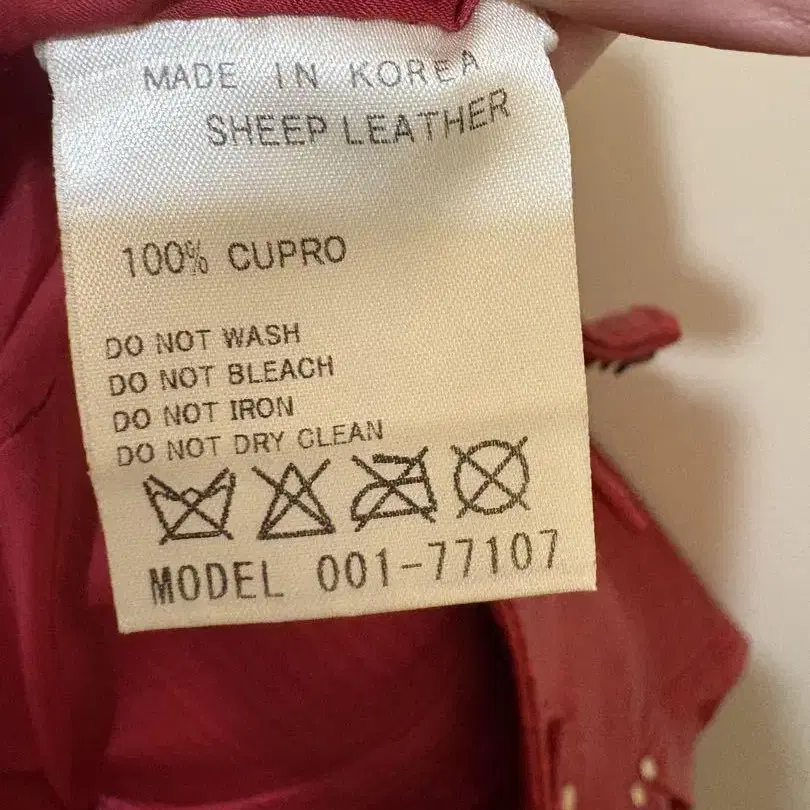 MADE IN KOREA
SHEEP LEATHER
100% CUPRO
DO NOT WASH
DO NOT BLEACH
DO NOT IRON
DO NOT DRY CLEAN
MODEL 001-77107